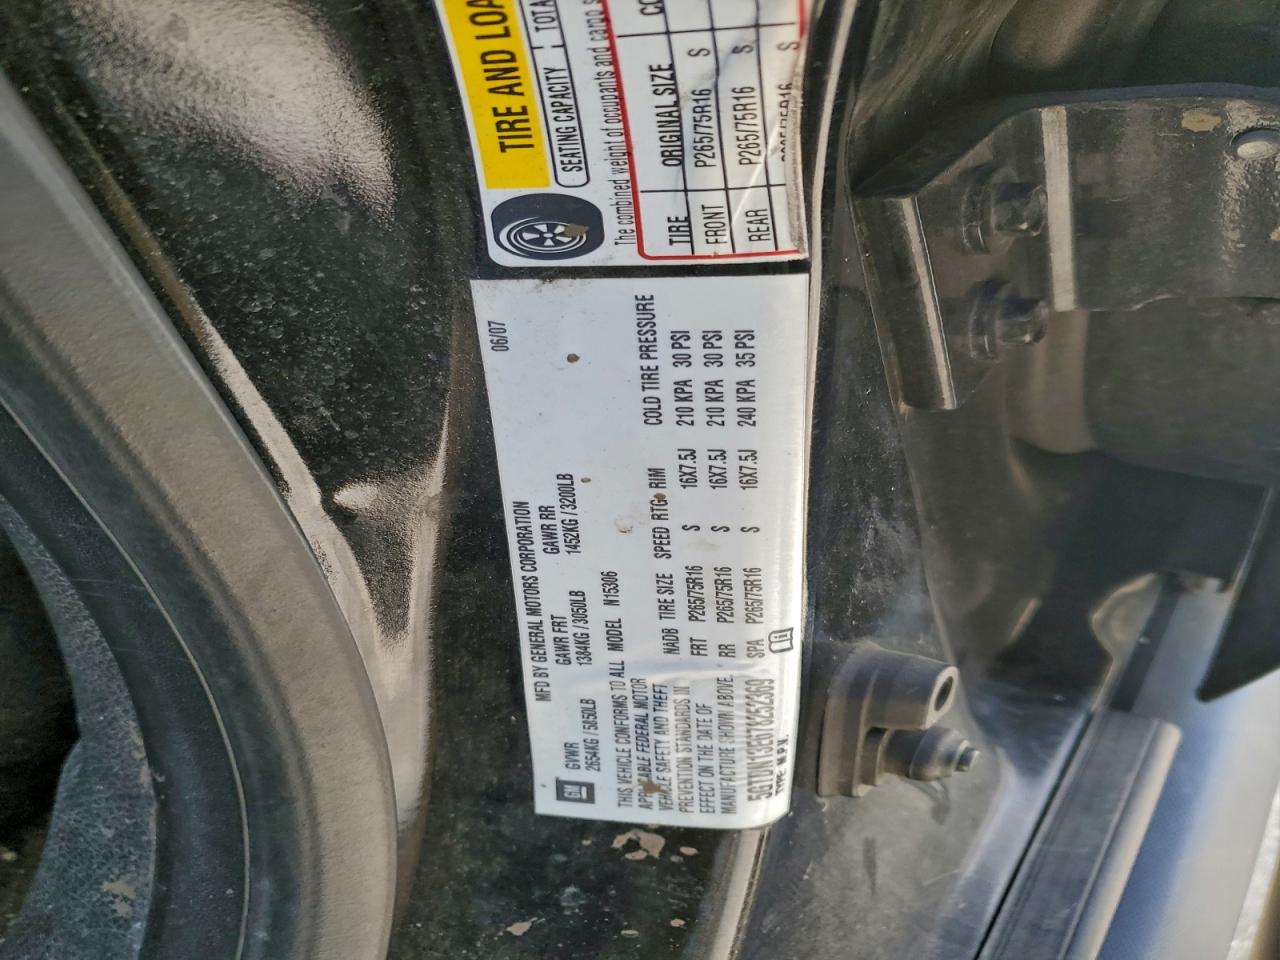 TIRE AND LOA
SEATING CAPACITY TOTA
The combined weight of occupants and cargo s
TIRE ORIGINAL SIZE CO
FRONT P265/75R16 S
REAR P265/75R16 S
06/07
MFD BY GENERAL MOTORS CORPORATION
GM GVWR GAWR FRT GAWR RR
2654KG / 5850LB 1384KG / 3050LB 1452KG / 3200LB
THIS VEHICLE CONFORMS TO ALL
APPLICABLE FEDERAL MOTOR
VEHICLE SAFETY AND THEFT
PREVENTION STANDARDS IN
EFFECT ON THE DATE OF
MANUFACTURE SHOWN ABOVE.
MODEL N15306
NADB TIRE SIZE SPEED RTG RIM COLD TIRE PRESSURE
FRT P265/75R16 S 16X7.5J 210 KPA 30 PSI
RR P265/75R16 S 16X7.5J 210 KPA 30 PSI
SPA P265/75R16 S 16X7.5J 240 KPA 35 PSI
TYPE: M.P.V.